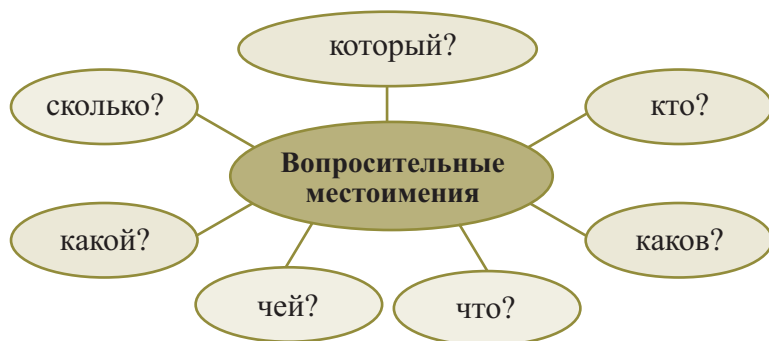 который?
сколько?
кто?
Вопросительные
местоимения
какой?
каков?
чей?
что?